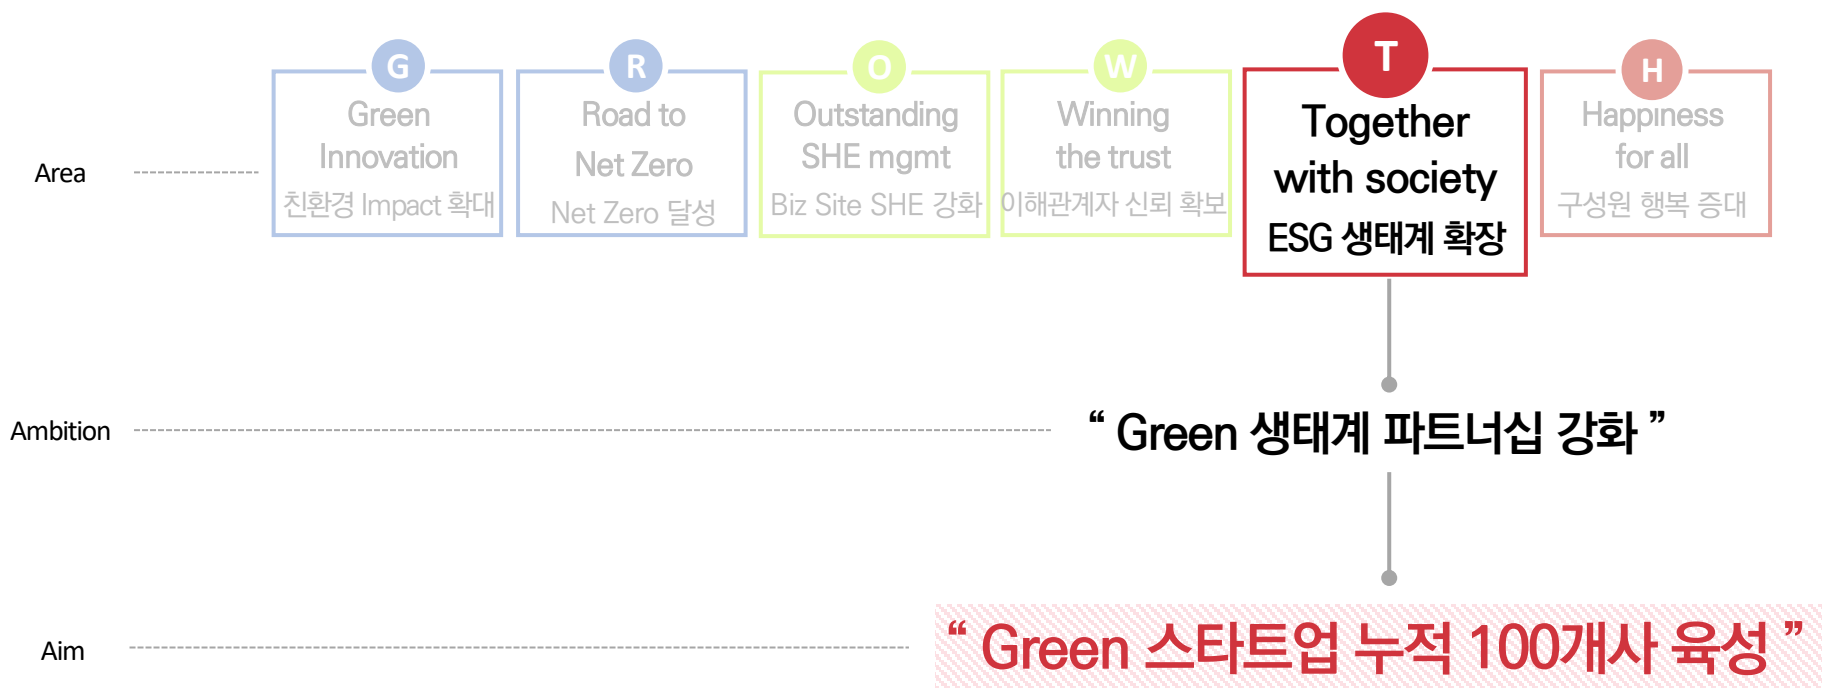 G
Green
Innovation
친환경 Impact 확대
R
Road to
Net Zero
Net Zero 달성
O
Outstanding
SHE mgmt
Biz Site SHE 강화
W
Winning
the trust
이해관계자 신뢰 확보
T
Together
with society
ESG 생태계 확장
H
Happiness
for all
구성원 행복 증대
Area
Ambition
“ Green 생태계 파트너십 강화 ”
Aim
“ Green 스타트업 누적 100개사 육성 ”